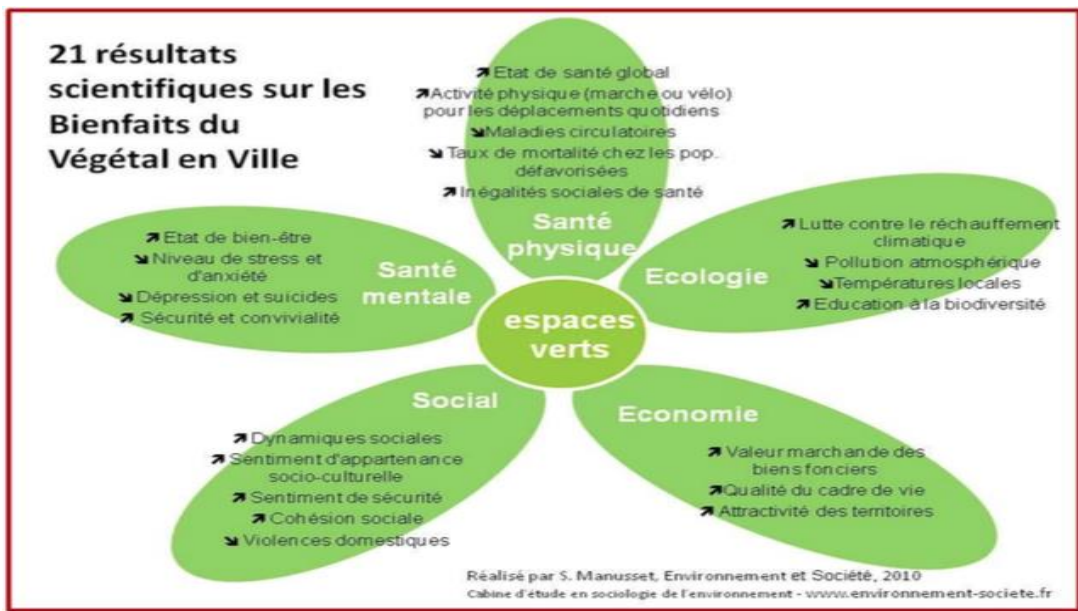 21 résultats
scientifiques sur les
Bienfaits du
Végétal en Ville
↗ Etat de santé global
↗Activité physique (marche ou vélo)
pour les déplacements quotidiens
↘Maladies circulatoires
↘ Taux de mortalité chez les pop.
défavorisées
↗ Inégalités sociales de santé
Santé
physique
↗ Etat de bien-être
↘Niveau de stress et
d'anxiété
↘Dépression et suicides
↗ Sécurité et convivialité
Santé
mentale
↗Lutte contre le réchauffement
climatique
↘ Pollution atmosphérique
↘Températures locales
↗ Education à la biodiversité
Ecologie
espaces
verts
Social
↗Dynamiques sociales
↗Sentiment d'appartenance
socio-culturelle
↗ Sentiment de sécurité
↗ Cohésion sociale
↘ Violences domestiques
Economie
↗ Valeur marchande des
biens fonciers
↗Qualité du cadre de vie
↗ Attractivité des territoires
Réalisé par S. Manusset, Environnement et Société, 2010
Cabine d'étude en sociologie de l'environnement - www.environnement-societe.fr